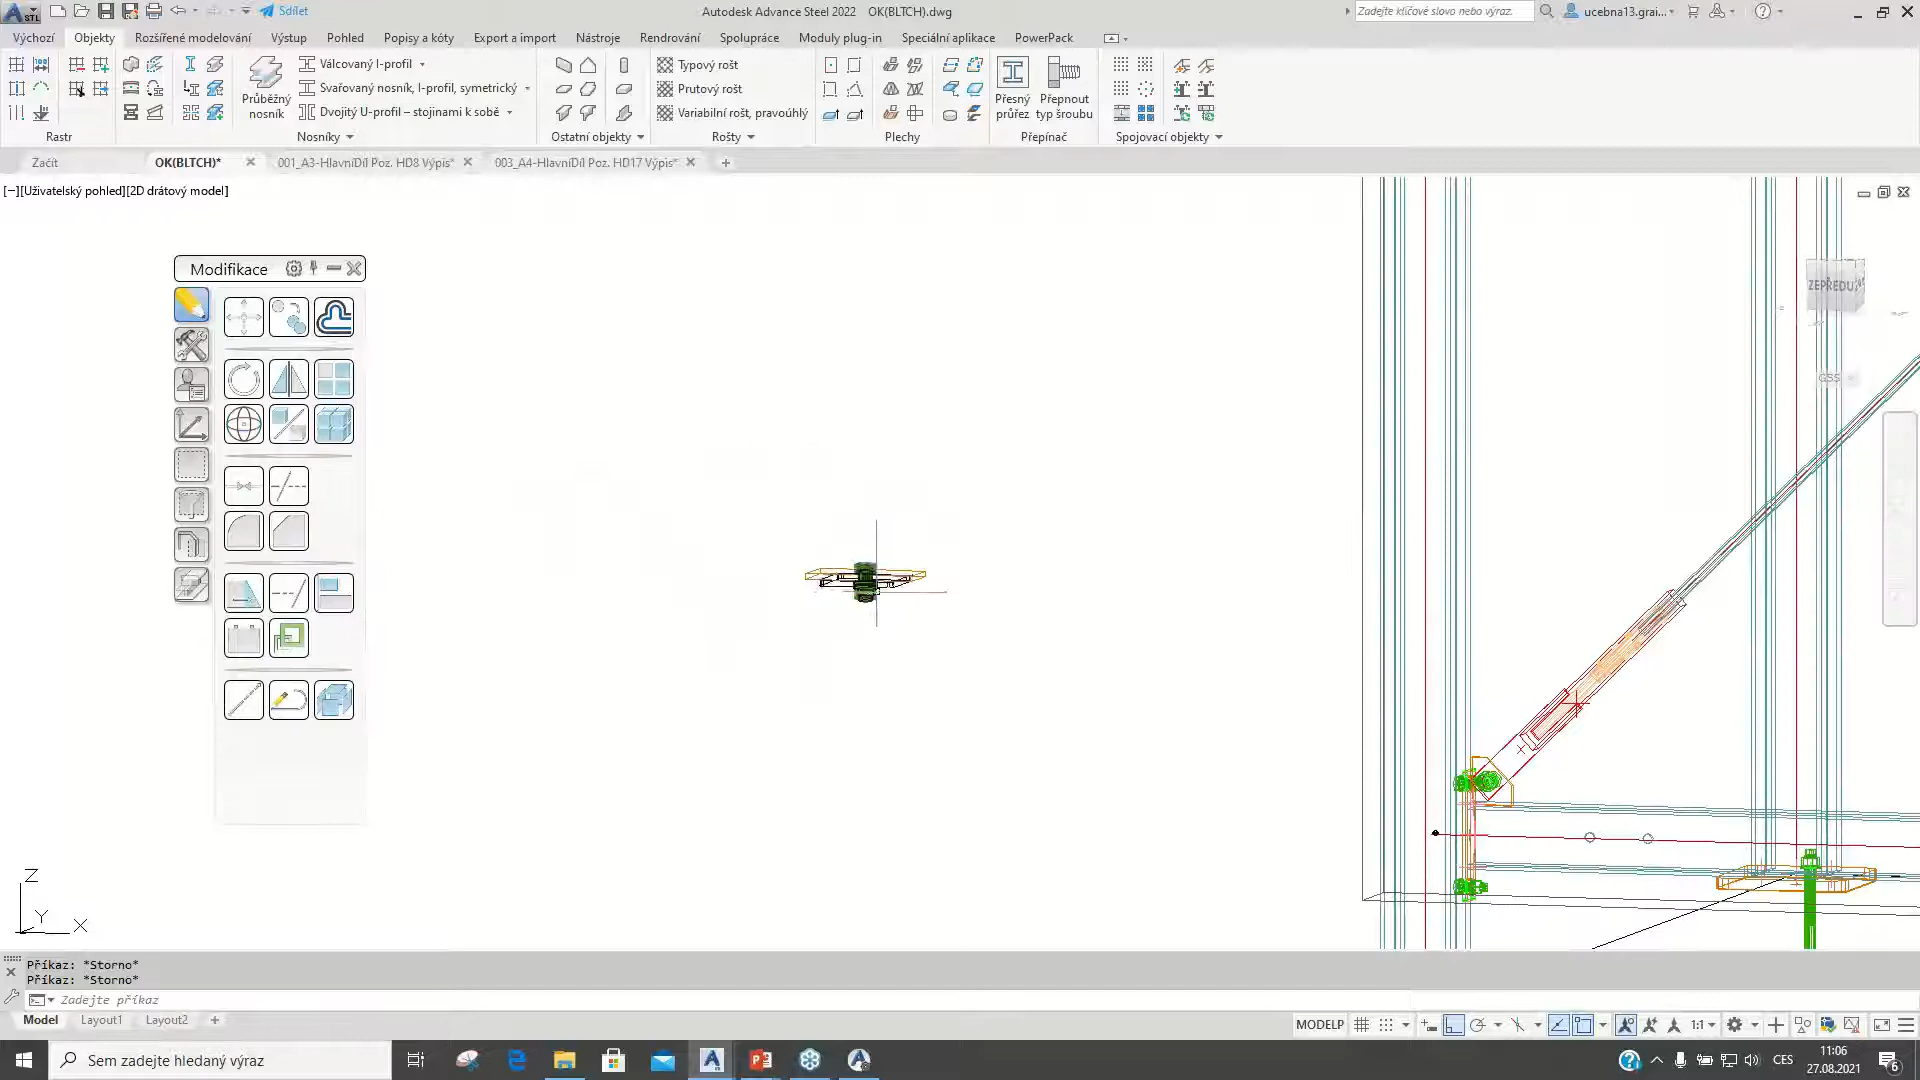 Sdílet
Autodesk Advance Steel 2022 OK(BLTCH).dwg
Zadejte klíčové slovo nebo výraz.
ucebna13.grai...
STL
Výchozí
Objekty
Rozšířené modelování
Výstup
Pohled
Popisy a kóty
Export a import
Nástroje
Rendrování
Spolupráce
Moduly plug-in
Speciální aplikace
PowerPack
Válcovaný I-profil
Svařovaný nosník, I-profil, symetrický
Dvojitý U-profil – stojinami k sobě
Průběžný
nosník
Typový rošt
Prutový rošt
Variabilní rošt, pravoúhlý
Přesný
průřez
Přepnout
typ šroubu
Rastr
Nosníky
Ostatní objekty
Rošty
Plechy
Přepínač
Spojovací objekty
Začít
OK(BLTCH)*
001_A3-HlavníDíl Poz. HD8 Výpis*
003_A4-HlavníDíl Poz. HD17 Výpis*
[−][Uživatelský pohled][2D drátový model]
Modifikace
ZEPŘEDU
GSS
Z
Y
X
Příkaz: *Storno*
Příkaz: *Storno*
Zadejte příkaz
Model
Layout1
Layout2
MODELP
1:1
Sem zadejte hledaný výraz
CES
11:06
27.08.2021
6